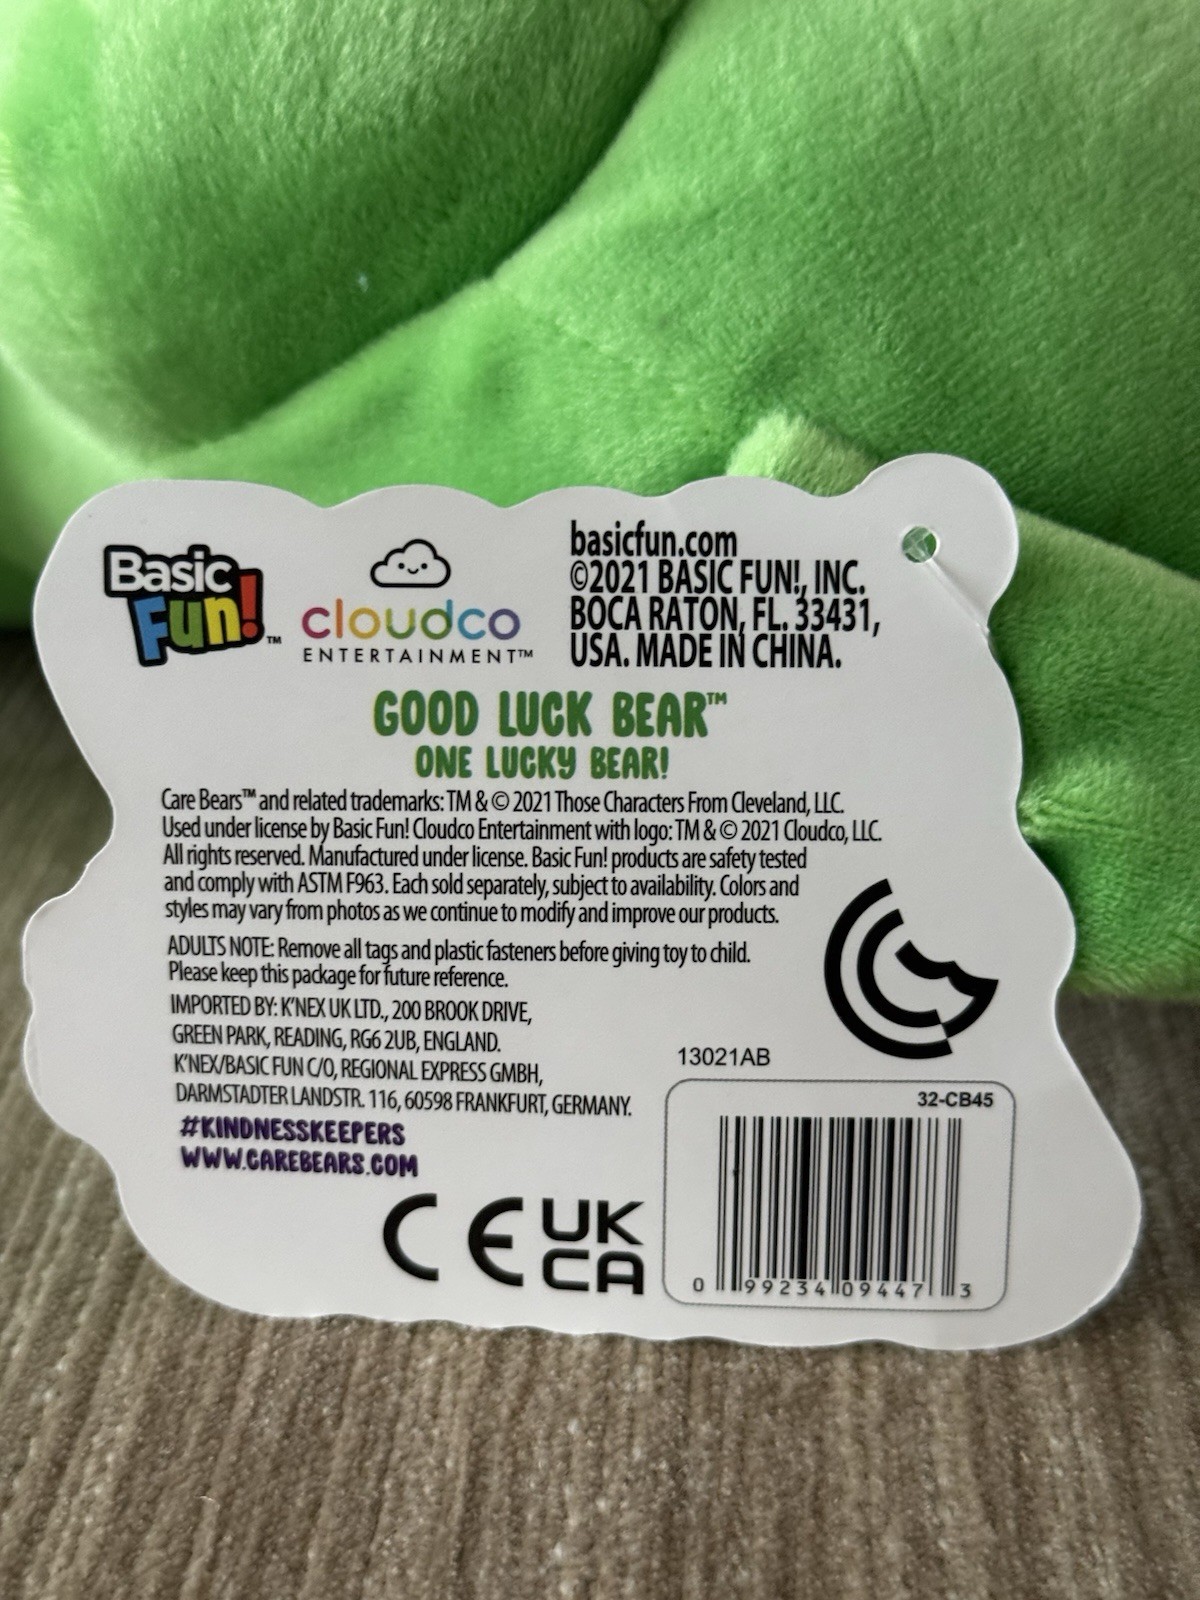 Basic
Fun!™
cloudco
ENTERTAINMENT™
basicfun.com
©2021 BASIC FUN!, INC.
BOCA RATON, FL. 33431,
USA. MADE IN CHINA.
GOOD LUCK BEAR™
ONE LUCKY BEAR!
Care Bears™ and related trademarks: TM & © 2021 Those Characters From Cleveland, LLC.
Used under license by Basic Fun! Cloudco Entertainment with logo: TM & © 2021 Cloudco, LLC.
All rights reserved. Manufactured under license. Basic Fun! products are safety tested
and comply with ASTM F963. Each sold separately, subject to availability. Colors and
styles may vary from photos as we continue to modify and improve our products.
ADULTS NOTE: Remove all tags and plastic fasteners before giving toy to child.
Please keep this package for future reference.
IMPORTED BY: K'NEX UK LTD., 200 BROOK DRIVE,
GREEN PARK, READING, RG6 2UB, ENGLAND.
K'NEX/BASIC FUN C/O, REGIONAL EXPRESS GMBH,
DARMSTADTER LANDSTR. 116, 60598 FRANKFURT, GERMANY.
#KINDNESSKEEPERS
WWW.CAREBEARS.COM
CE
UK
CA
13021AB
32-CB45
0 99234 09447 3